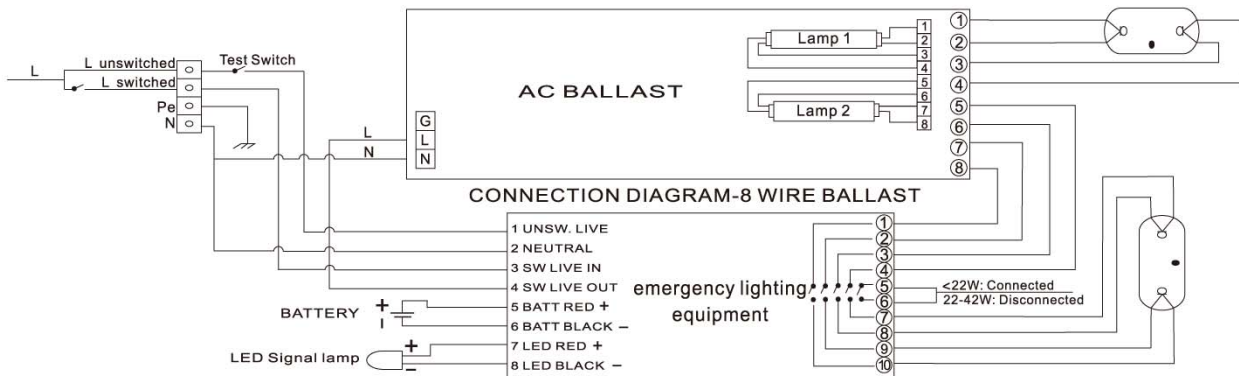 L
L unswitched
L switched
Pe
N
Test Switch
L
N
G
L
N
AC BALLAST
Lamp 1
Lamp 2
1
2
3
4
5
6
7
8
①
②
③
④
⑤
⑥
⑦
⑧
CONNECTION DIAGRAM-8 WIRE BALLAST
1 UNSW. LIVE
2 NEUTRAL
3 SW LIVE IN
4 SW LIVE OUT
5 BATT RED +
6 BATT BLACK −
7 LED RED +
8 LED BLACK −
BATTERY
+
−
LED Signal lamp
+
−
emergency lighting
equipment
①
②
③
④
⑤
⑥
⑦
⑧
⑨
⑩
<22W: Connected
22-42W: Disconnected